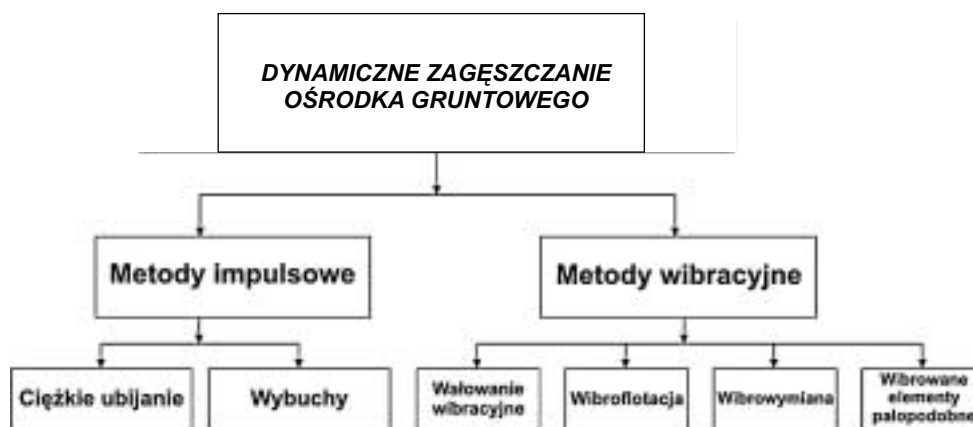 DYNAMICZNE ZAGĘSZCZANIE
OŚRODKA GRUNTOWEGO
Metody impulsowe
Metody wibracyjne
Ciężkie ubijanie
Wybuchy
Wałowanie
wibracyjne
Wibroflotacja
Wibrowymiana
Wibrowane
elementy
palopodobne